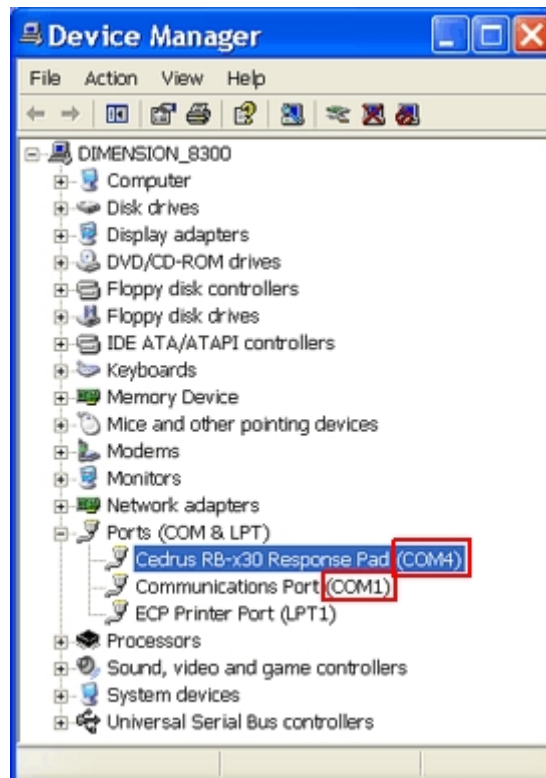 Device Manager
File Action View Help
DIMENSION_8300
Computer
Disk drives
Display adapters
DVD/CD-ROM drives
Floppy disk controllers
Floppy disk drives
IDE ATA/ATAPI controllers
Keyboards
Memory Device
Mice and other pointing devices
Modems
Monitors
Network adapters
Ports (COM & LPT)
Cedrus RB-x30 Response Pad (COM4)
Communications Port (COM1)
ECP Printer Port (LPT1)
Processors
Sound, video and game controllers
System devices
Universal Serial Bus controllers